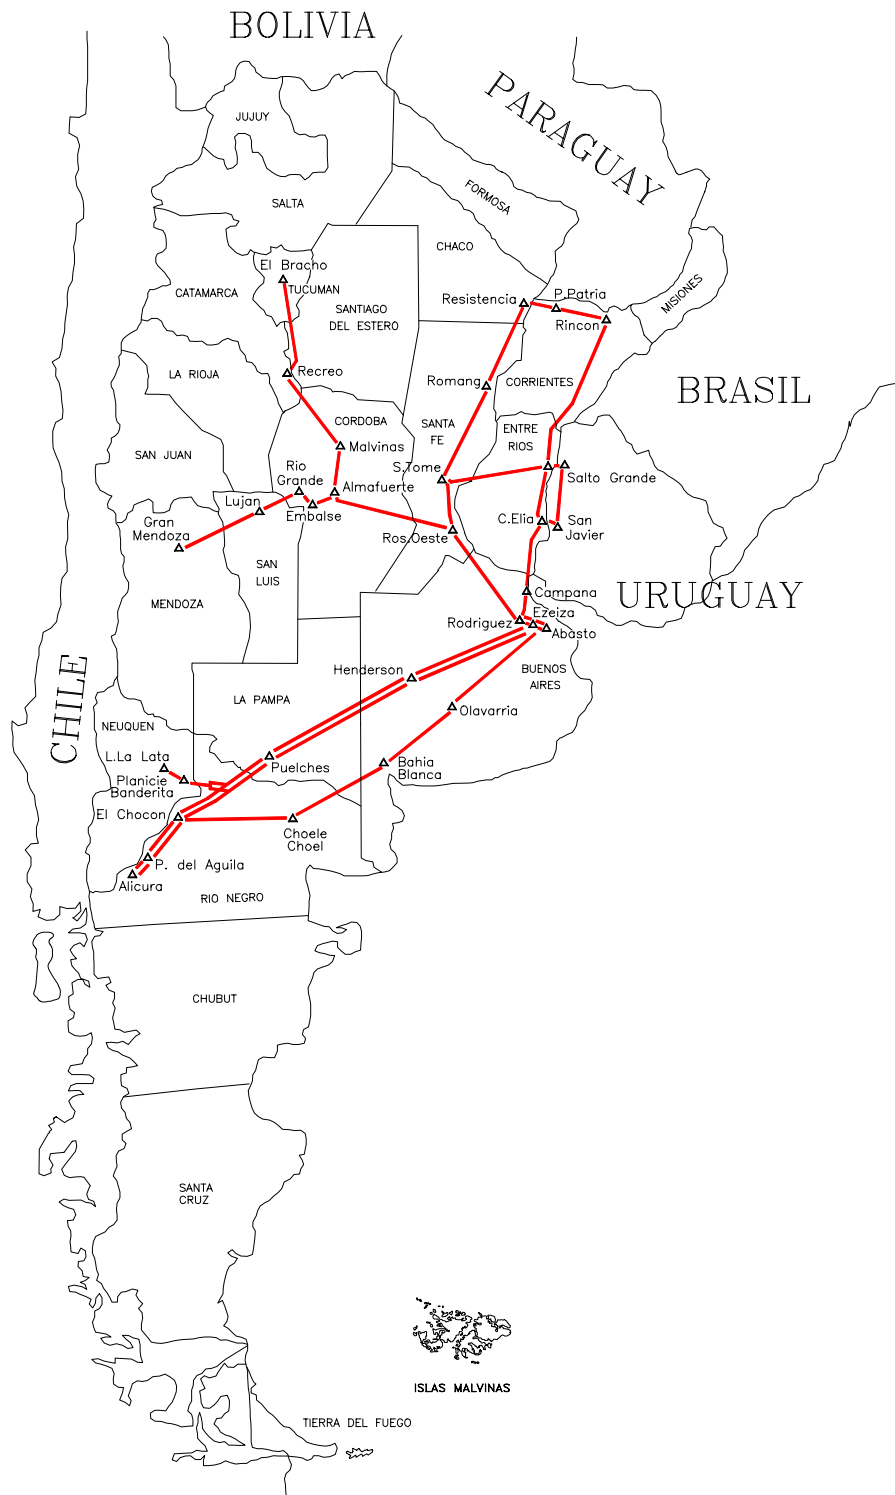 BOLIVIA
PARAGUAY
JUJUY
FORMOSA
SALTA
CHACO
El Bracho
TUCUMAN
CATAMARCA
MISIONES
P.Patria
Resistencia
SANTIAGO
DEL ESTERO
Rincon
LA RIOJA
Recreo
Romang
CORRIENTES
BRASIL
CORDOBA
SANTA
FE
ENTRE
RIOS
SAN JUAN
Malvinas
Rio
Grande
S.Tome
Salto Grande
Almafuerte
Lujan
Embalse
Gran
Mendoza
C.Elia
San
Javier
Ros.Oeste
SAN
LUIS
MENDOZA
Campana
URUGUAY
Ezeiza
Rodriguez
Abasto
CHILE
Henderson
BUENOS
AIRES
LA PAMPA
Olavarria
NEUQUEN
L.La Lata
Puelches
Bahia
Blanca
Planicie
Banderita
El Chocon
Choele
Choel
P. del Aguila
Alicura
RIO NEGRO
CHUBUT
SANTA
CRUZ
ISLAS MALVINAS
TIERRA DEL FUEGO